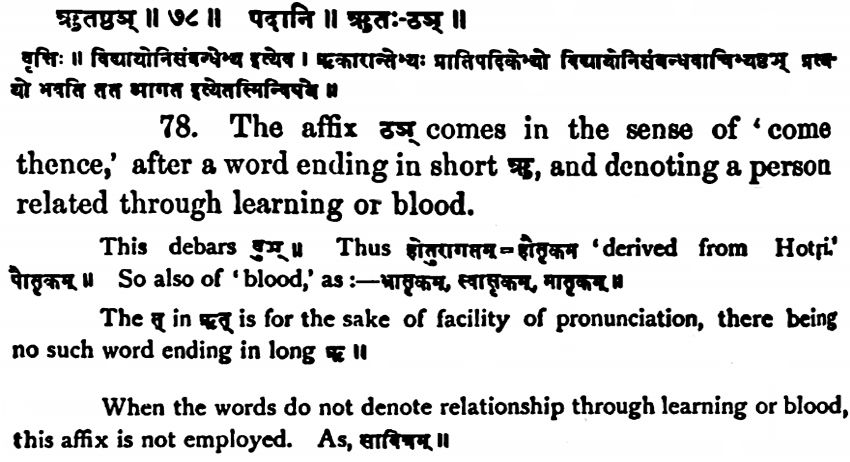 ऋतष्ठञ् ॥ ७८ ॥ पदानि ॥ ऋतः-ठञ् ॥
वृत्तिः ॥ विद्यायोनिसंबन्धेभ्य इत्येव । ऋकारान्तेभ्यः प्रातिपदिकेभ्यो विद्यायोनिसंबन्धवाचिभ्यष्ठञ् प्रत्य-
यो भवति तत आगत इत्येतस्मिन्विषये ॥
78. The affix ठञ् comes in the sense of ‘come
thence,’ after a word ending in short ऋ, and denoting a person
related through learning or blood.
This debars वुञ् ॥ Thus होतुरागतम् = हौतृकम ‘derived from Hotṛi.’
पौतृकम् ॥ So also of ‘blood,’ as :—भ्रातृकम, स्वासृकम, मातृकम् ॥
The त् in ऋत् is for the sake of facility of pronunciation, there being
no such word ending in long ॠ ॥
When the words do not denote relationship through learning or blood,
this affix is not employed. As, सावित्रम् ॥